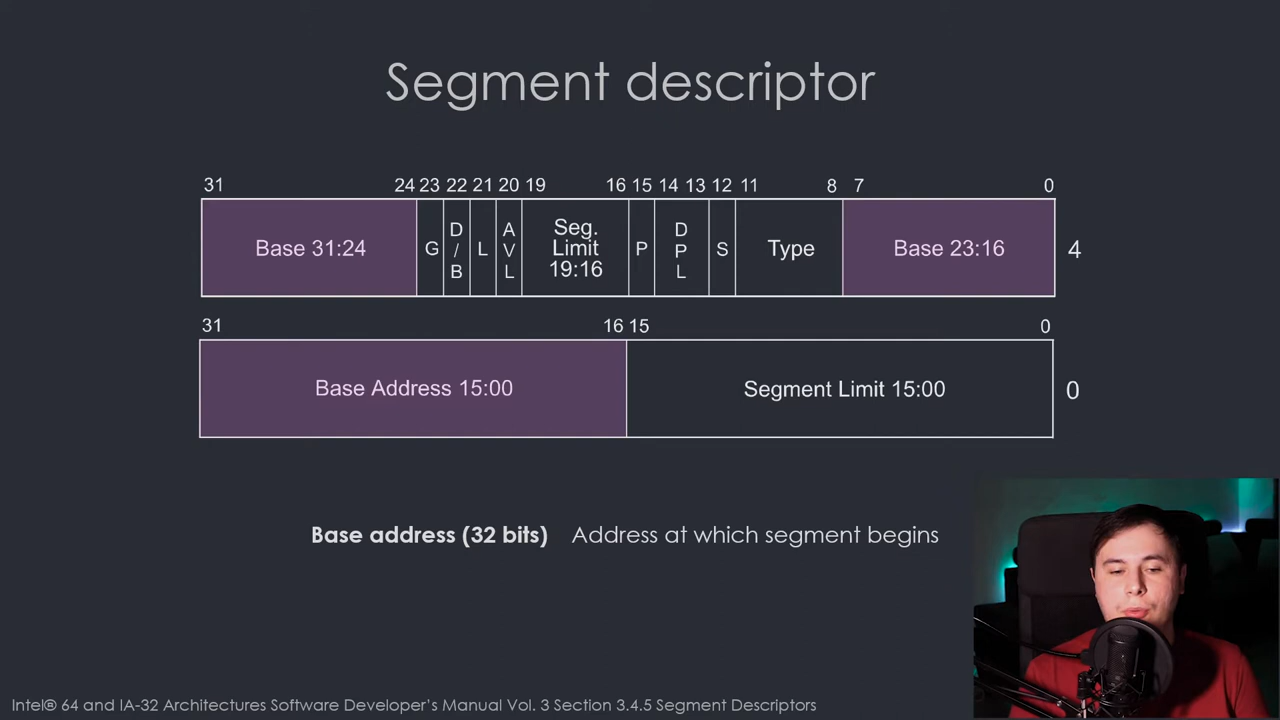 Segment descriptor
31 24 23 22 21 20 19 16 15 14 13 12 11 8 7 0
Base 31:24 G D/B L AVL Seg. Limit 19:16 P DPL S Type Base 23:16 4
31 16 15 0
Base Address 15:00 Segment Limit 15:00 0
Base address (32 bits) Address at which segment begins
Intel® 64 and IA-32 Architectures Software Developer's Manual Vol. 3 Section 3.4.5 Segment Descriptors